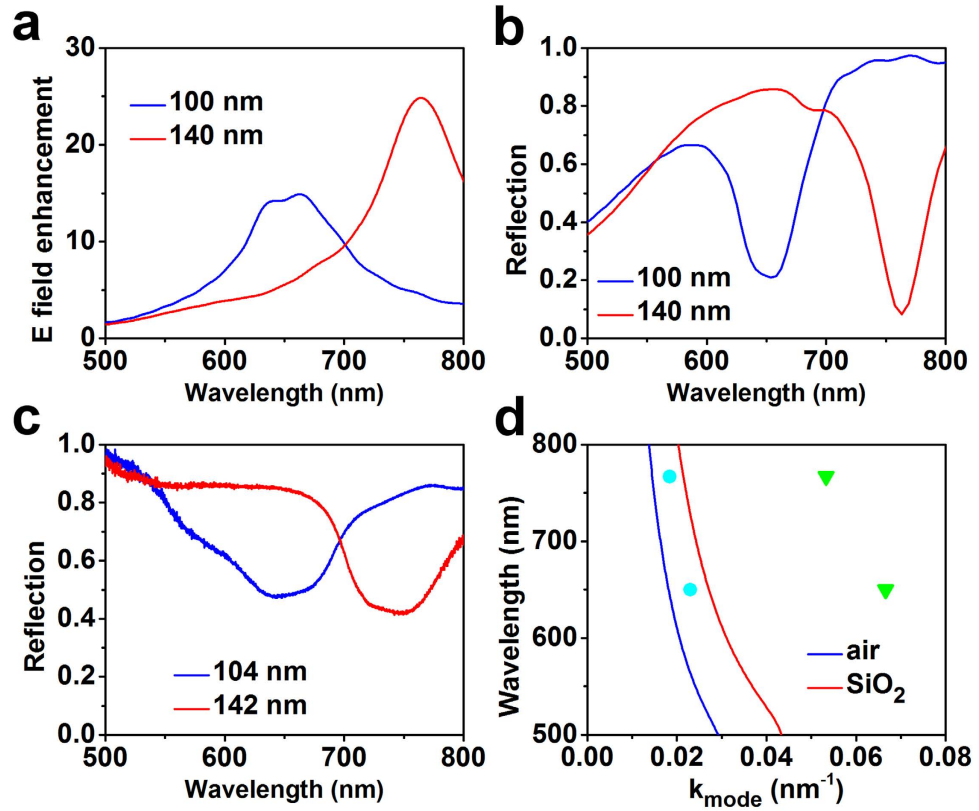 a
30
20
10
0
E field enhancement
100 nm
140 nm
500 600 700 800
Wavelength (nm)
b
1.0
0.8
0.6
0.4
0.2
0.0
Reflection
100 nm
140 nm
500 600 700 800
Wavelength (nm)
c
1.0
0.8
0.6
0.4
0.2
0.0
Reflection
104 nm
142 nm
500 600 700 800
Wavelength (nm)
d
800
700
600
500
Wavelength (nm)
air
SiO₂
0.00 0.02 0.04 0.06 0.08
kmode (nm⁻¹)